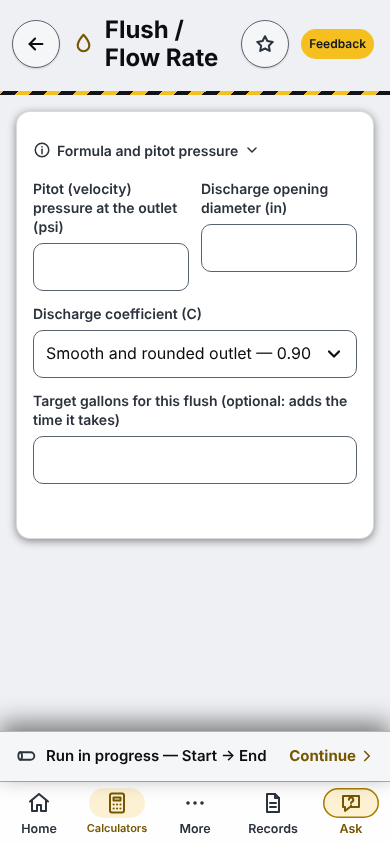 Flush /
Flow Rate
Feedback
Formula and pitot pressure
Pitot (velocity)
pressure at the outlet
(psi)
Discharge opening
diameter (in)
Discharge coefficient (C)
Smooth and rounded outlet — 0.90
Target gallons for this flush (optional: adds the
time it takes)
Run in progress — Start → End
Continue
Home
Calculators
More
Records
Ask